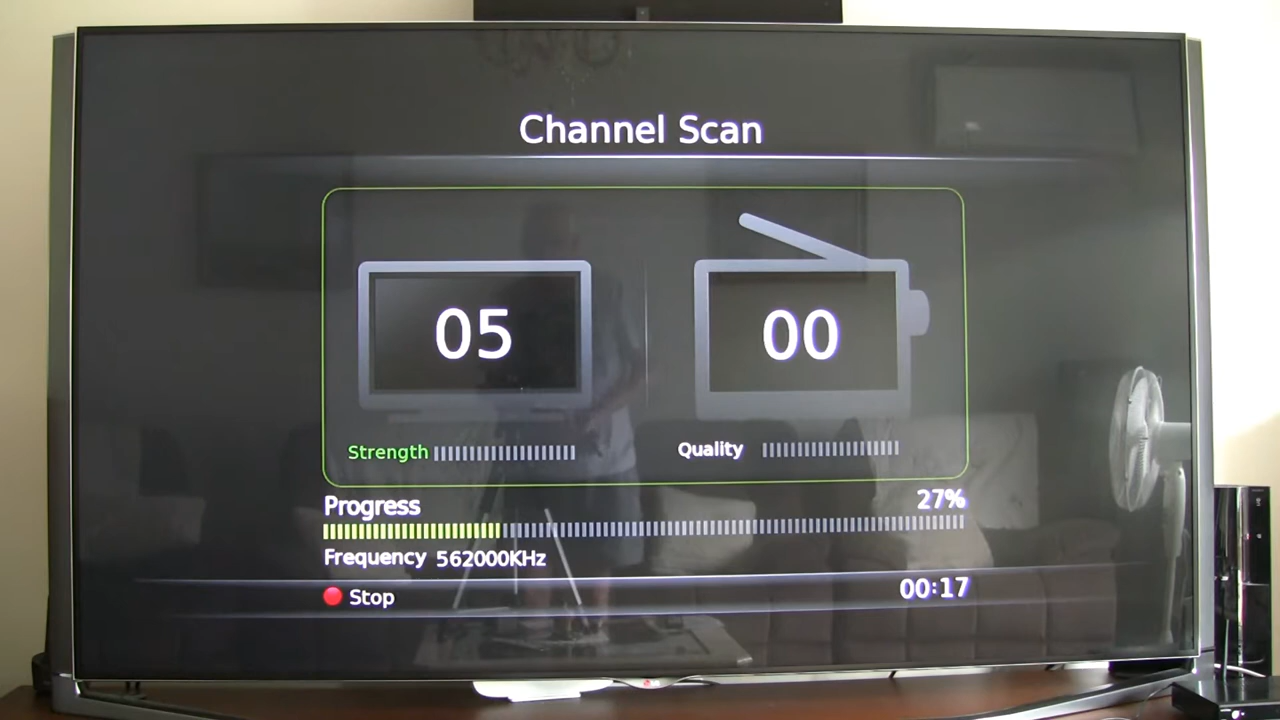 Channel Scan
05 00
Strength Quality
Progress 27%
Frequency 562000KHz
Stop 00:17